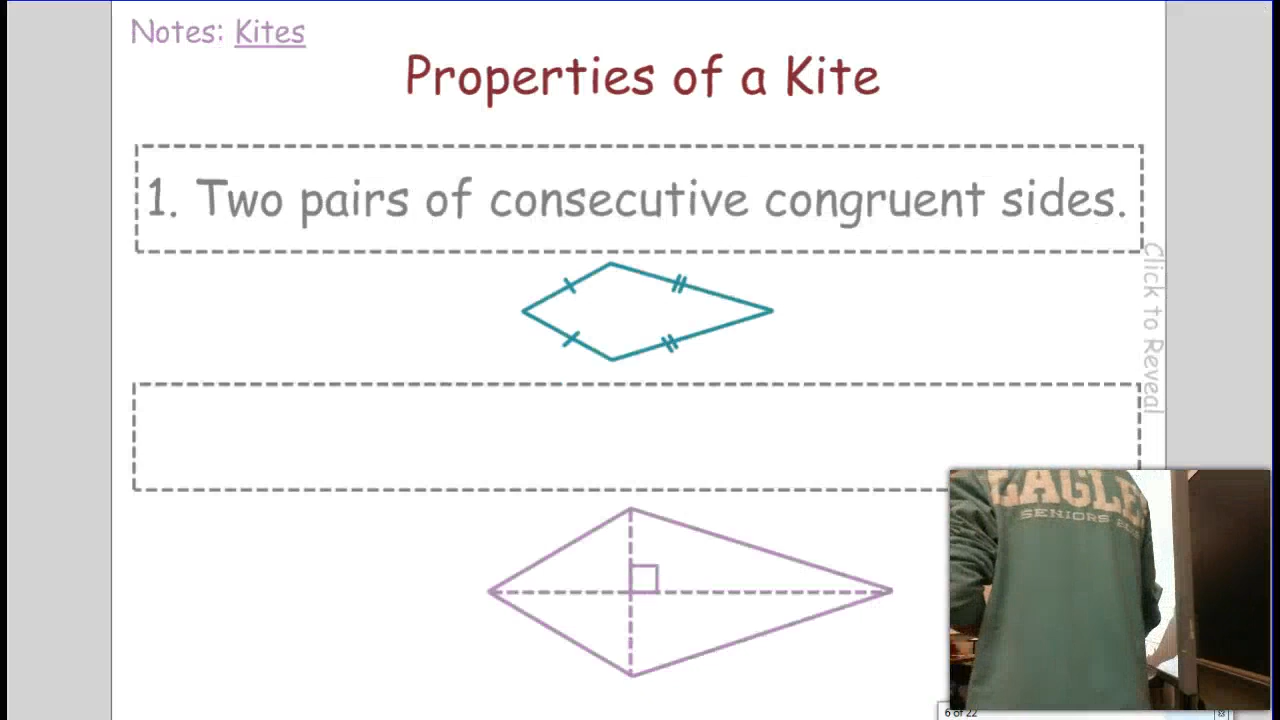 Notes: Kites
Properties of a Kite
1. Two pairs of consecutive congruent sides.
Click to Reveal
EAGLE
SENIORS
6 of 22